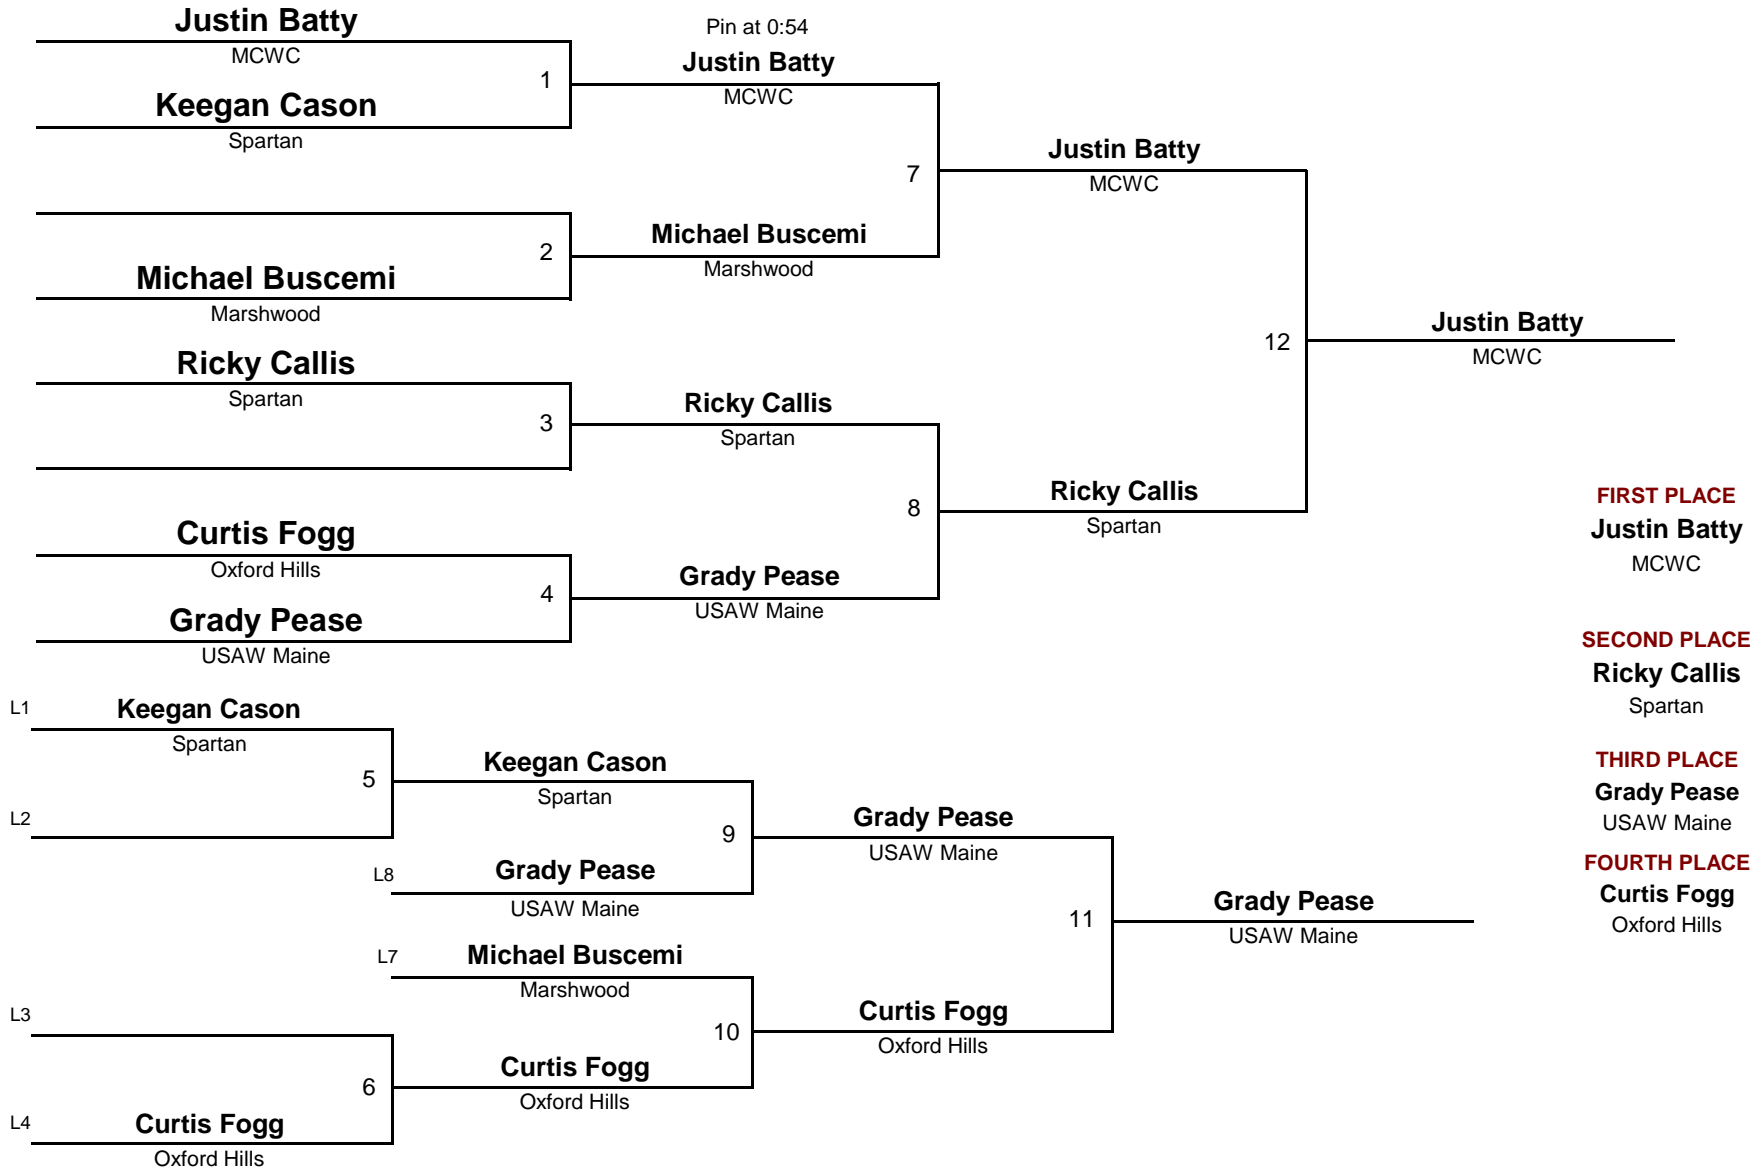 Justin Batty
MCWC
1
Keegan Cason
Spartan
2
Michael Buscemi
Marshwood
Ricky Callis
Spartan
3
Curtis Fogg
Oxford Hills
4
Grady Pease
USAW Maine
Pin at 0:54
Justin Batty
MCWC
7
Michael Buscemi
Marshwood
Ricky Callis
Spartan
8
Grady Pease
USAW Maine
Justin Batty
MCWC
12
Ricky Callis
Spartan
Justin Batty
MCWC
FIRST PLACE
Justin Batty
MCWC
SECOND PLACE
Ricky Callis
Spartan
THIRD PLACE
Grady Pease
USAW Maine
FOURTH PLACE
Curtis Fogg
Oxford Hills
L1
Keegan Cason
Spartan
5
L2
Keegan Cason
Spartan
9
L8
Grady Pease
USAW Maine
L7
Michael Buscemi
Marshwood
10
L3
6
L4
Curtis Fogg
Oxford Hills
Curtis Fogg
Oxford Hills
Grady Pease
USAW Maine
11
Curtis Fogg
Oxford Hills
Grady Pease
USAW Maine